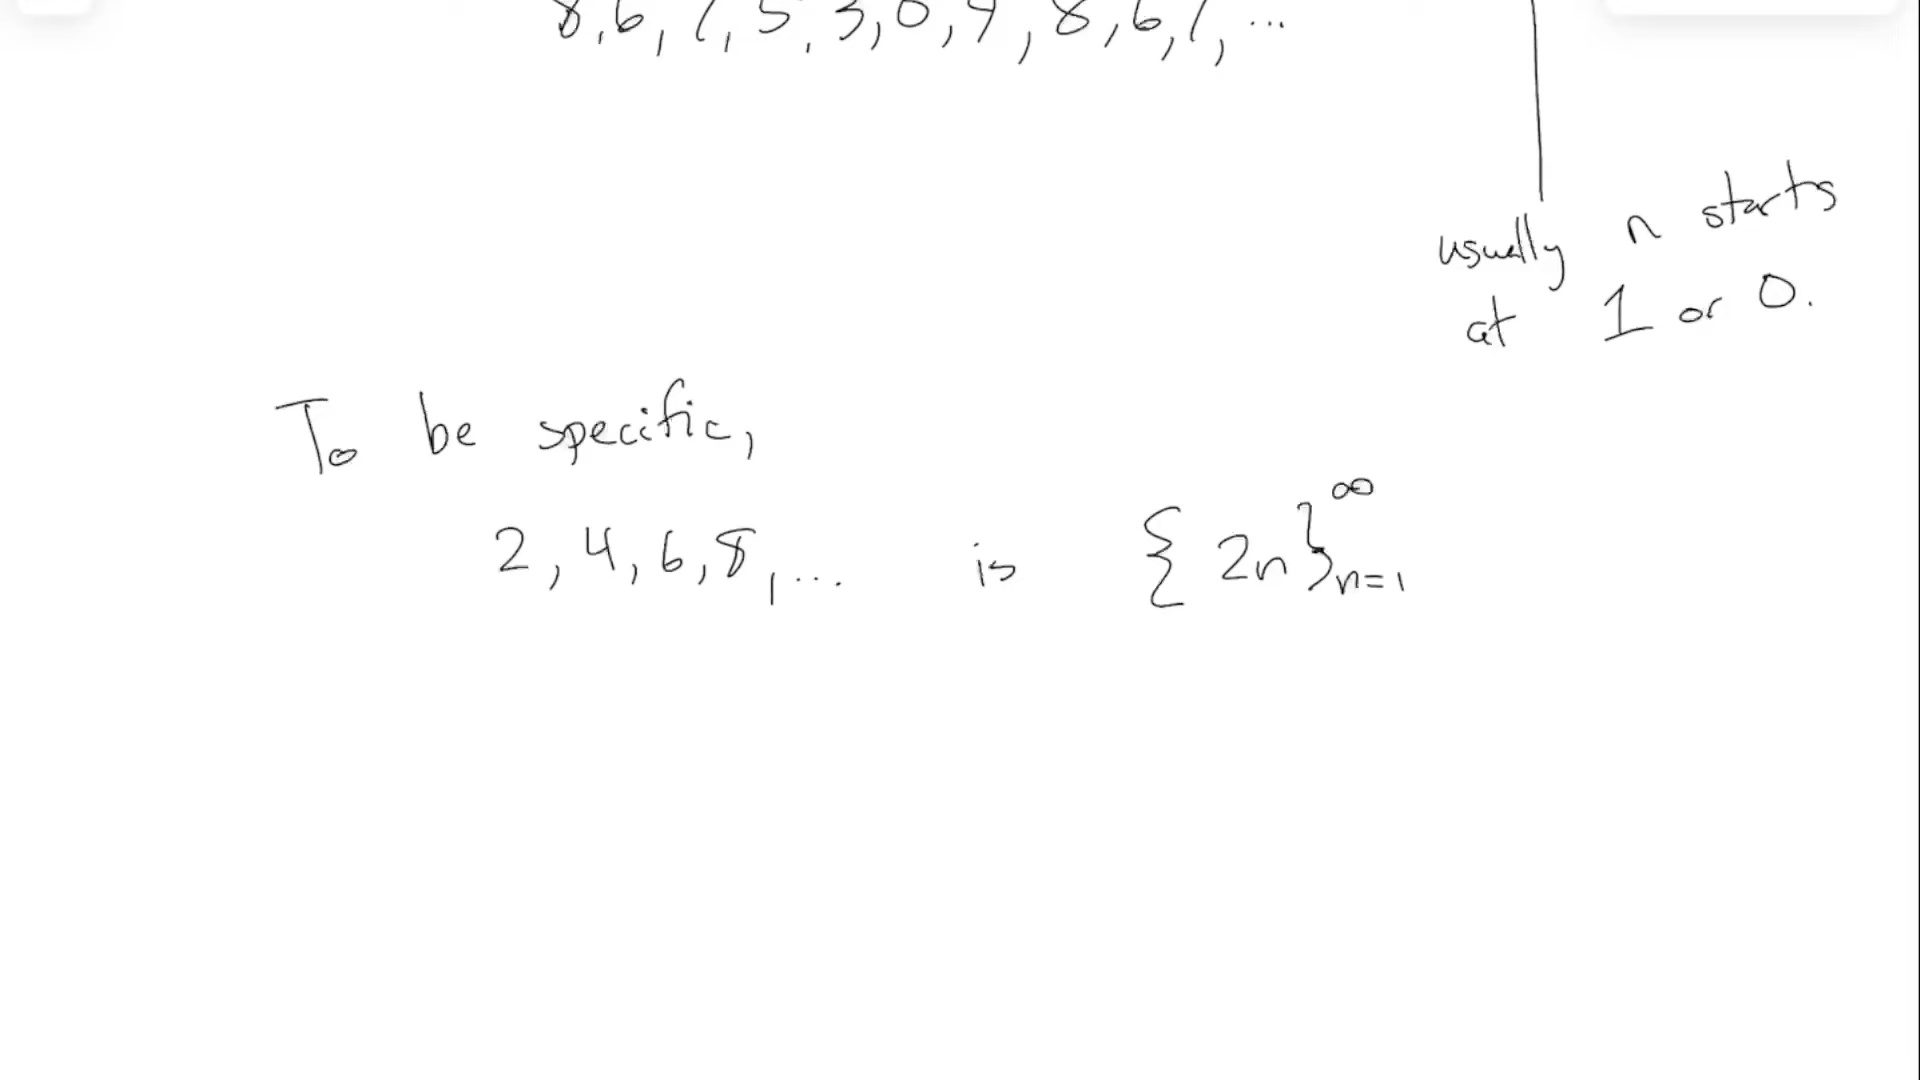 8, 6, 7, 5, 3, 0, 9, 8, 6, 7, ...
usually n starts
at 1 or 0.
To be specific,
2, 4, 6, 8, ... is { 2n }_{n=1}^∞